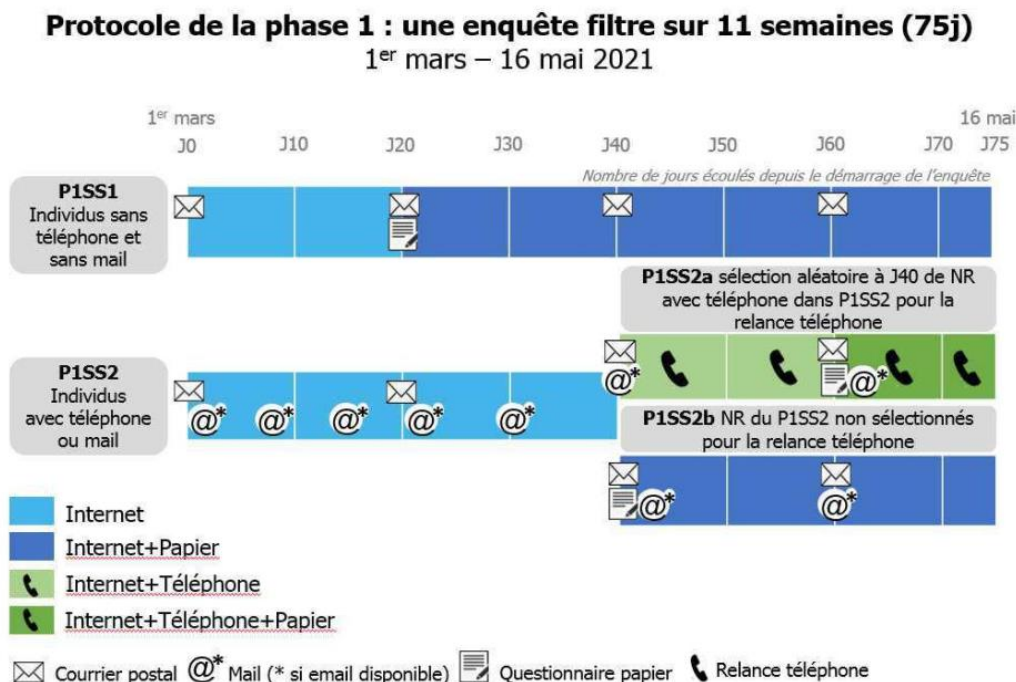 Protocole de la phase 1 : une enquête filtre sur 11 semaines (75j)
1er mars – 16 mai 2021
1er mars
16 mai
J0 J10 J20 J30 J40 J50 J60 J70 J75
Nombre de jours écoulés depuis le démarrage de l'enquête
P1SS1
Individus sans
téléphone et
sans mail
P1SS2a sélection aléatoire à J40 de NR
avec téléphone dans P1SS2 pour la
relance téléphone
P1SS2
Individus
avec téléphone
ou mail
@* @* @* @* @* @* @*
P1SS2b NR du P1SS2 non sélectionnés
pour la relance téléphone
@* @*
Internet
Internet+Papier
Internet+Téléphone
Internet+Téléphone+Papier
Courrier postal @* Mail (* si email disponible) Questionnaire papier Relance téléphone